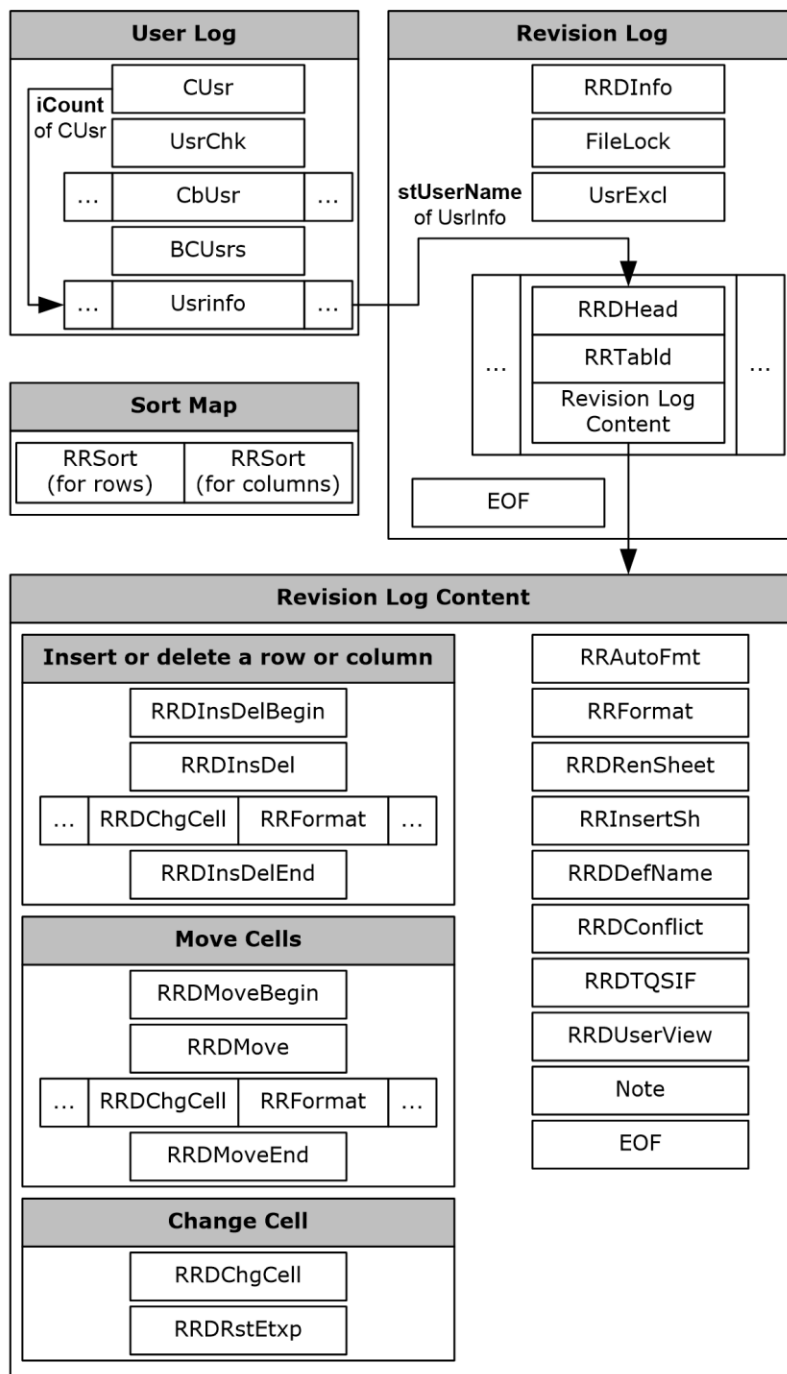 User Log
iCount
of CUsr
CUsr
UsrChk
... CbUsr ...
BCUsrs
... Usrinfo ...
stUserName
of UsrInfo
Revision Log
RRDInfo
FileLock
UsrExcl
...
RRDHead
RRTabId
Revision Log
Content
...
EOF
Sort Map
RRSort
(for rows)
RRSort
(for columns)
Revision Log Content
Insert or delete a row or column
RRDInsDelBegin
RRDInsDel
... RRDChgCell RRFormat ...
RRDInsDelEnd
Move Cells
RRDMoveBegin
RRDMove
... RRDChgCell RRFormat ...
RRDMoveEnd
Change Cell
RRDChgCell
RRDRstEtxp
RRAutoFmt
RRFormat
RRDRenSheet
RRInsertSh
RRDDefName
RRDConflict
RRDTQSIF
RRDUserView
Note
EOF